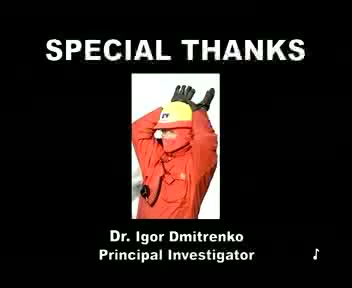 SPECIAL THANKS
Dr. Igor Dmitrenko
Principal Investigator
♪